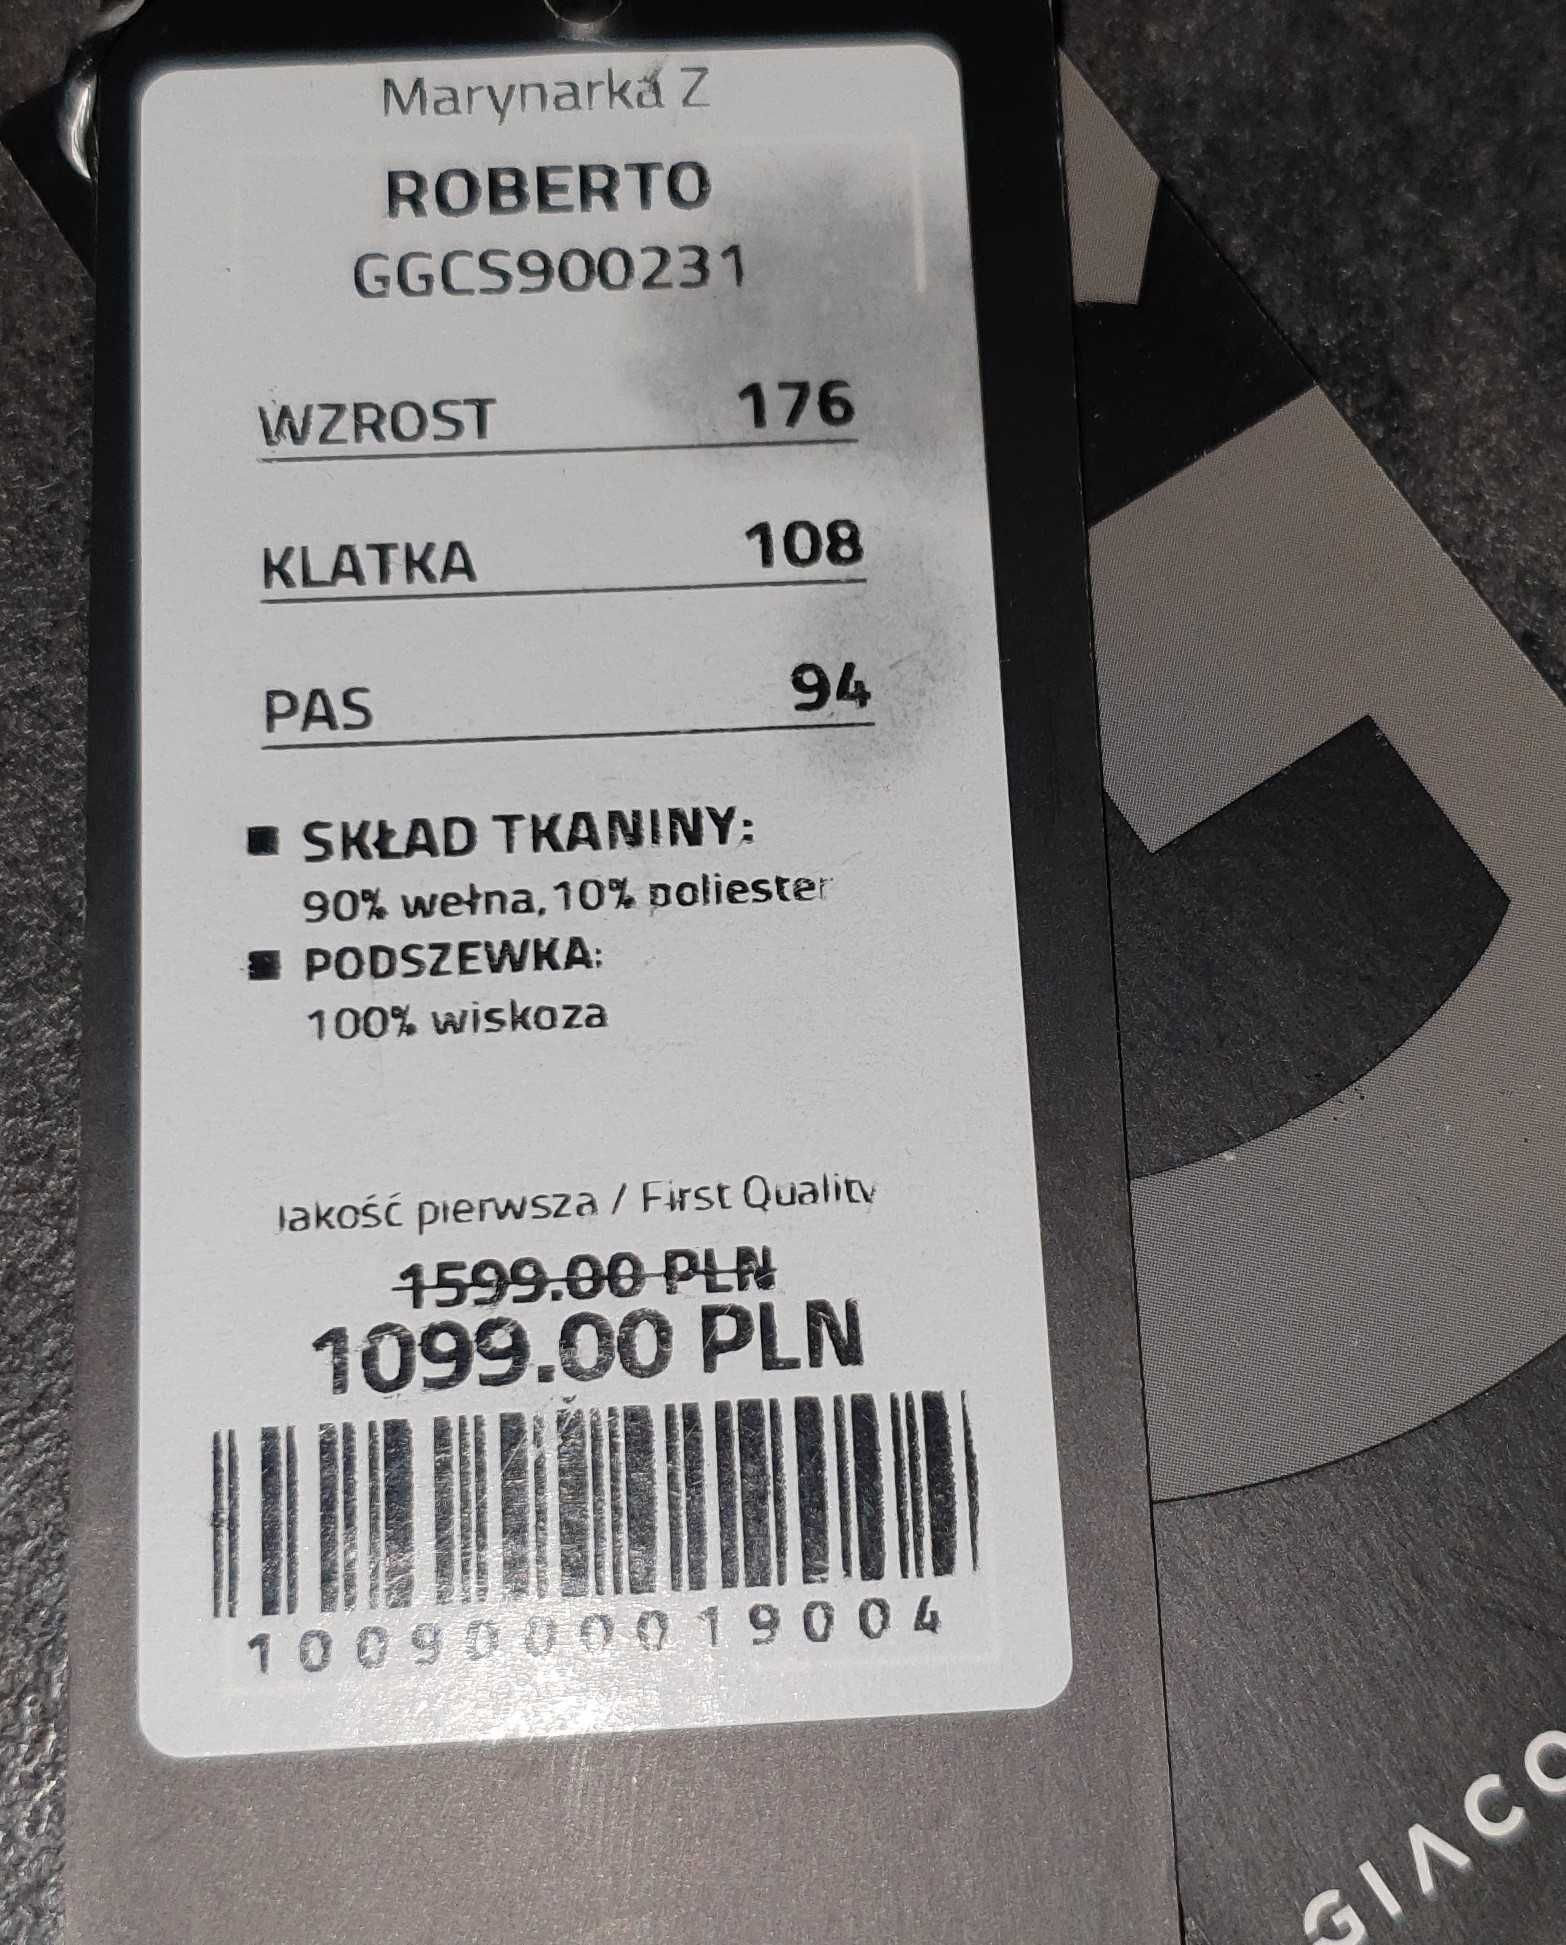 Marynarka Z
ROBERTO
GGCS900231
WZROST 176
KLATKA 108
PAS 94
SKŁAD TKANINY:
90% wełna, 10% poliester
PODSZEWKA:
100% wiskoza
Jakość pierwsza / First Quality
1599.00 PLN
1099.00 PLN
1009000019004
GIACO